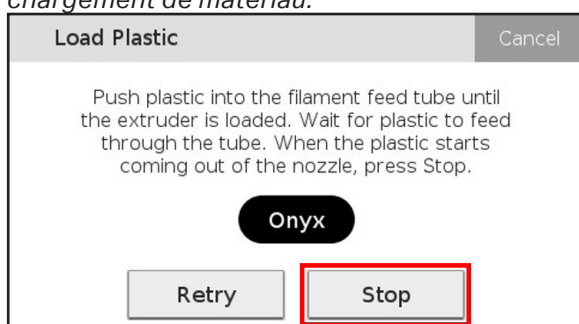 chargement de matériau.
Load Plastic
Cancel
Push plastic into the filament feed tube until
the extruder is loaded. Wait for plastic to feed
through the tube. When the plastic starts
coming out of the nozzle, press Stop.
Onyx
Retry
Stop